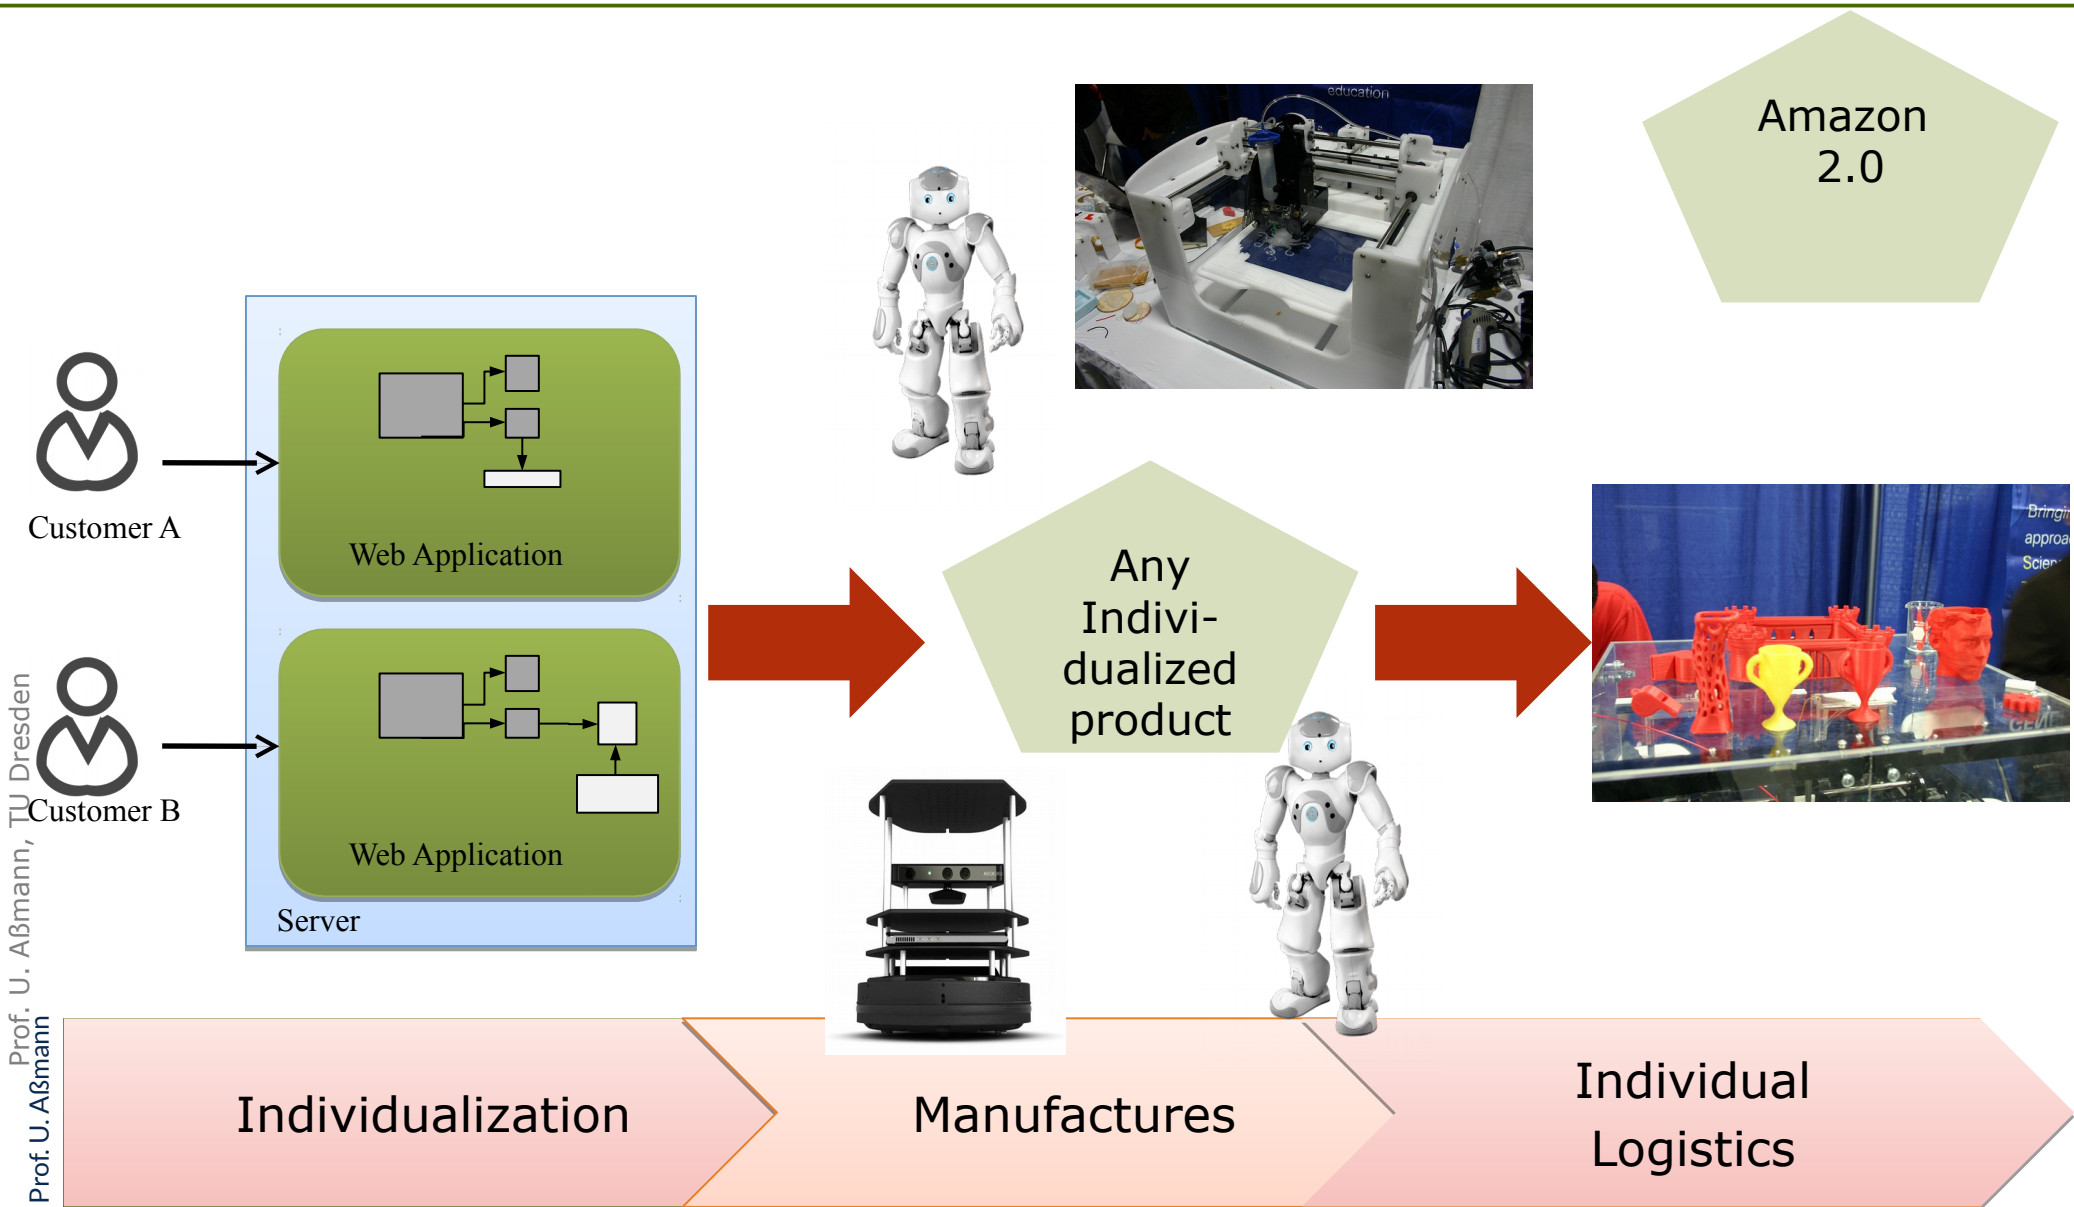 education
Amazon
2.0
Customer A
Web Application
Any
Indivi-
dualized
product
Customer B
Web Application
Server
Individualization
Manufactures
Individual
Logistics
Prof. U. Aßmann, TU Dresden
Prof. U. Aßmann